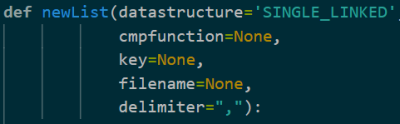 def newList(datastructure='SINGLE_LINKED',
cmpfunction=None,
key=None,
filename=None,
delimiter=","):